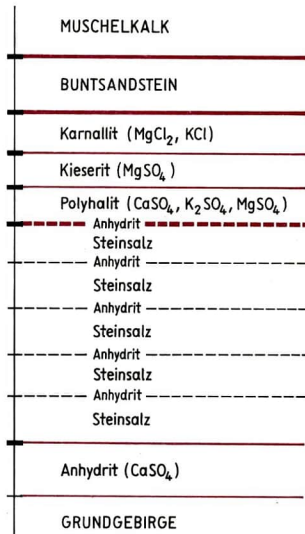 MUSCHELKALK
BUNTSANDSTEIN
Karnallit (MgCl₂, KCl)
Kieserit (MgSO₄)
Polyhalit (CaSO₄, K₂SO₄, MgSO₄)
Anhydrit
Steinsalz
Anhydrit
Steinsalz
Anhydrit
Steinsalz
Anhydrit
Steinsalz
Anhydrit
Steinsalz
Anhydrit (CaSO₄)
GRUNDGEBIRGE